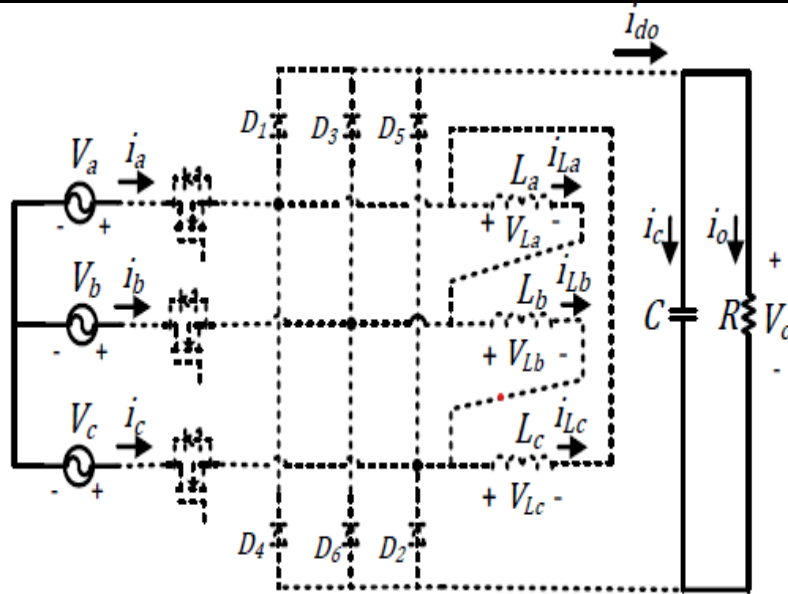 i_do
D_1 D_3 D_5
V_a i_a
- +
L_a i_La
+ V_La -
i_c i_o
V_b i_b
- +
L_b i_Lb
+ V_Lb -
C R +
-
V_c i_c
- +
L_c i_Lc
+ V_Lc -
D_4 D_6 D_2